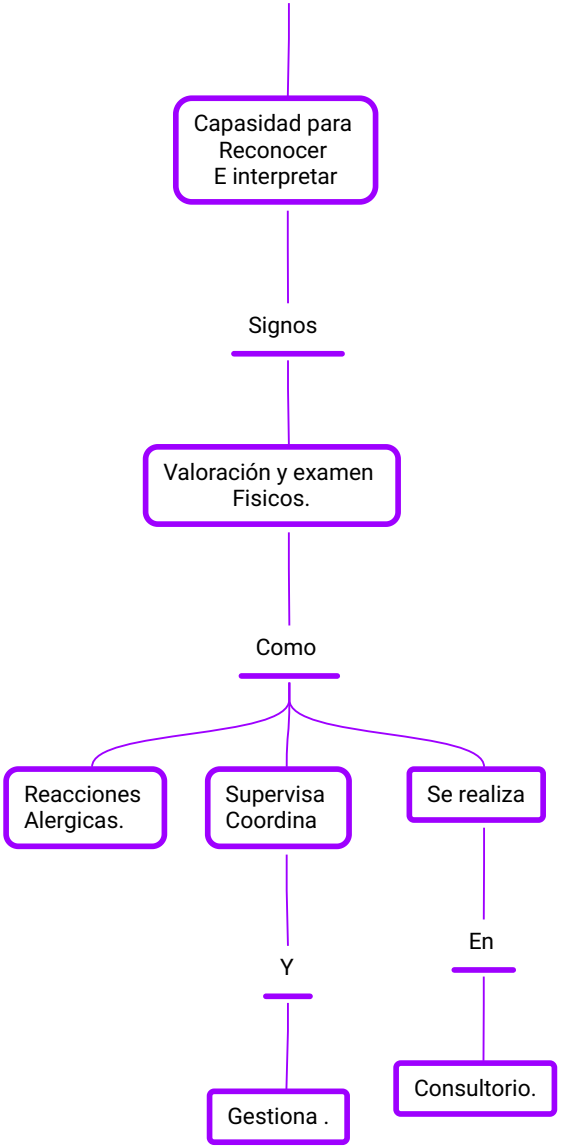 Capasidad para
Reconocer
E interpretar
Signos
Valoración y examen
Fisicos.
Como
Reacciones
Alergicas.
Supervisa
Coordina
Se realiza
Y
En
Gestiona .
Consultorio.